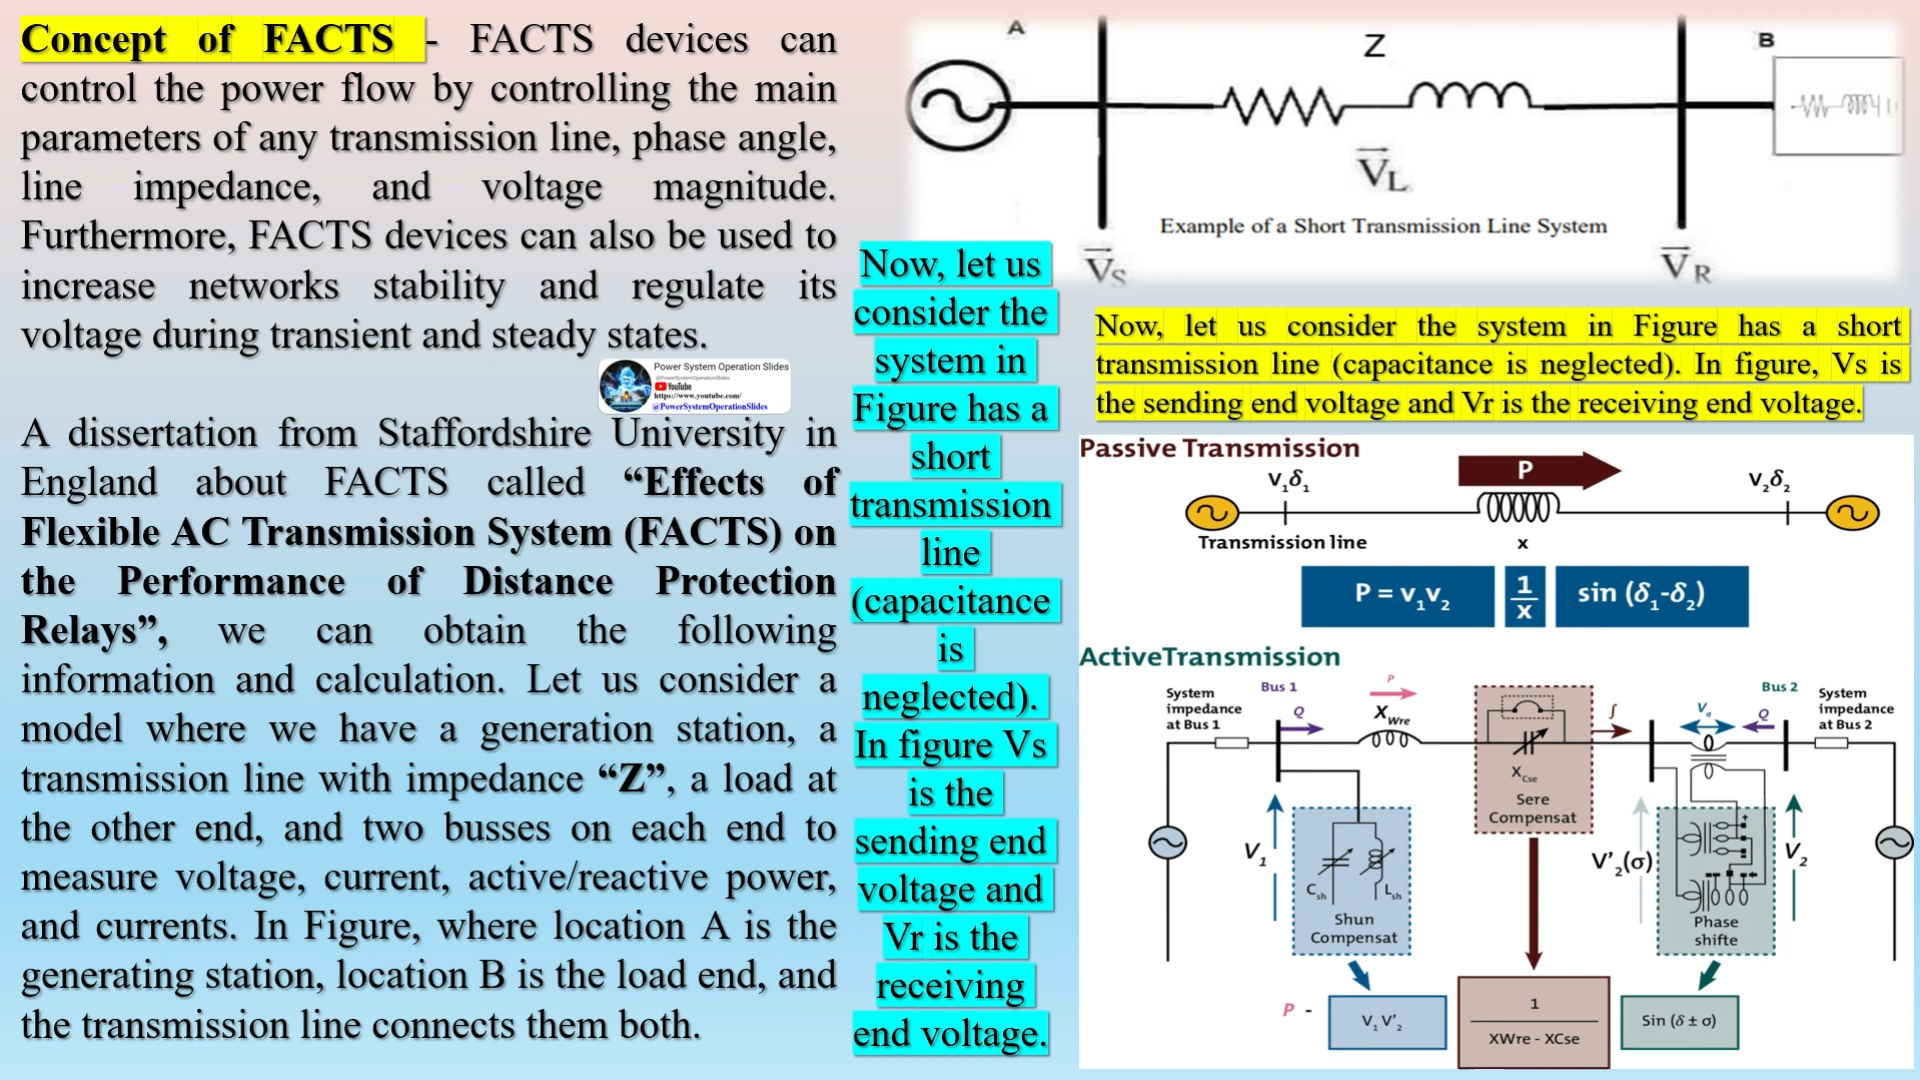 Concept of FACTS - FACTS devices can
control the power flow by controlling the main
parameters of any transmission line, phase angle,
line impedance, and voltage magnitude.
Furthermore, FACTS devices can also be used to
increase networks stability and regulate its
voltage during transient and steady states.
Power System Operation Slides
@PowerSystemOperationSlides
YouTube
https://www.youtube.com/
@PowerSystemOperationSlides
A dissertation from Staffordshire University in
England about FACTS called “Effects of
Flexible AC Transmission System (FACTS) on
the Performance of Distance Protection
Relays”, we can obtain the following
information and calculation. Let us consider a
model where we have a generation station, a
transmission line with impedance “Z”, a load at
the other end, and two busses on each end to
measure voltage, current, active/reactive power,
and currents. In Figure, where location A is the
generating station, location B is the load end, and
the transmission line connects them both.
Now, let us
consider the
system in
Figure has a
short
transmission
line
(capacitance
is
neglected).
In figure Vs
is the
sending end
voltage and
Vr is the
receiving
end voltage.
A
Z
B
VL
Example of a Short Transmission Line System
VS
VR
Now, let us consider the system in Figure has a short
transmission line (capacitance is neglected). In figure, Vs is
the sending end voltage and Vr is the receiving end voltage.
Passive Transmission
P
V₁δ₁
V₂δ₂
Transmission line
x
P = v₁v₂
1
x
sin (δ₁-δ₂)
ActiveTransmission
System
impedance
at Bus 1
Bus 1
Q
P
XWre
XCse
Sere
Compensat
ʃ
Vσ
Q
Bus 2
System
impedance
at Bus 2
V₁
Csh
Lsh
Shun
Compensat
V'₂(σ)
Phase
shifte
V₂
P -
V₁ V'₂
1
XWre - XCse
Sin (δ ± σ)